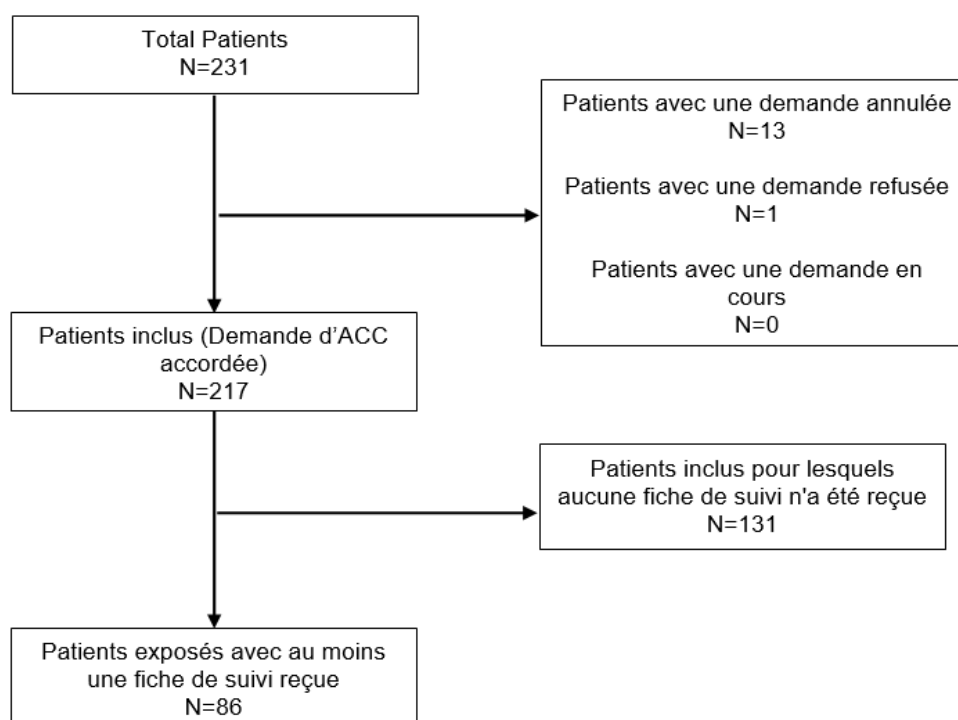 Total Patients
N=231
Patients avec une demande annulée
N=13
Patients avec une demande refusée
N=1
Patients avec une demande en
cours
N=0
Patients inclus (Demande d'ACC
accordée)
N=217
Patients inclus pour lesquels
aucune fiche de suivi n'a été reçue
N=131
Patients exposés avec au moins
une fiche de suivi reçue
N=86